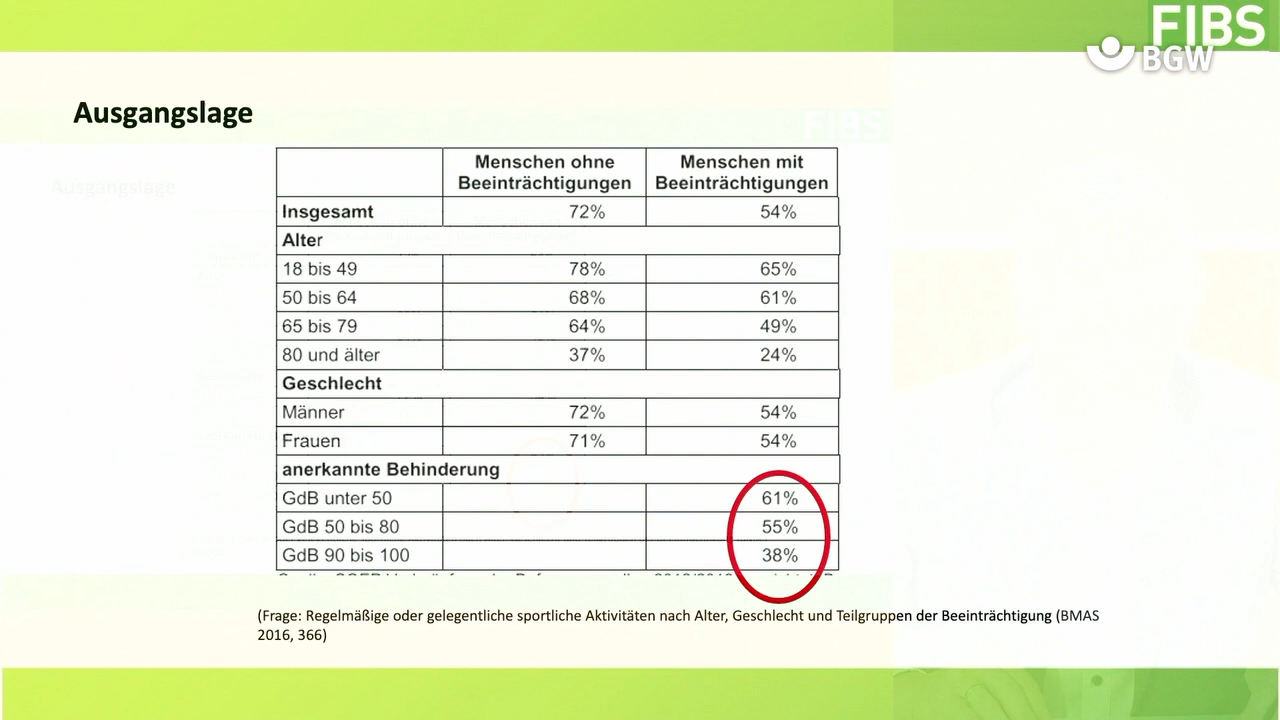 FIBS
BGW
Ausgangslage
Menschen ohne Beeinträchtigungen | Menschen mit Beeinträchtigungen
Insgesamt 72% 54%
Alter
18 bis 49 78% 65%
50 bis 64 68% 61%
65 bis 79 64% 49%
80 und älter 37% 24%
Geschlecht
Männer 72% 54%
Frauen 71% 54%
anerkannte Behinderung
GdB unter 50 61%
GdB 50 bis 80 55%
GdB 90 bis 100 38%
(Frage: Regelmäßige oder gelegentliche sportliche Aktivitäten nach Alter, Geschlecht und Teilgruppen der Beeinträchtigung (BMAS
2016, 366)